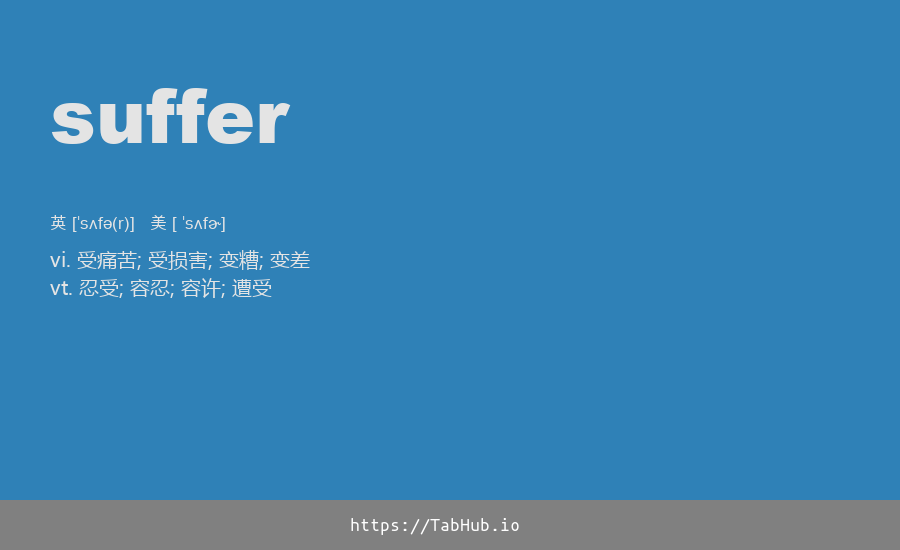 suffer
英 [ˈsʌfə(r)] 美 [ ˈsʌfɚ]
vi. 受痛苦; 受损害; 变糟; 变差
vt. 忍受; 容忍; 容许; 遭受
https://TabHub.io